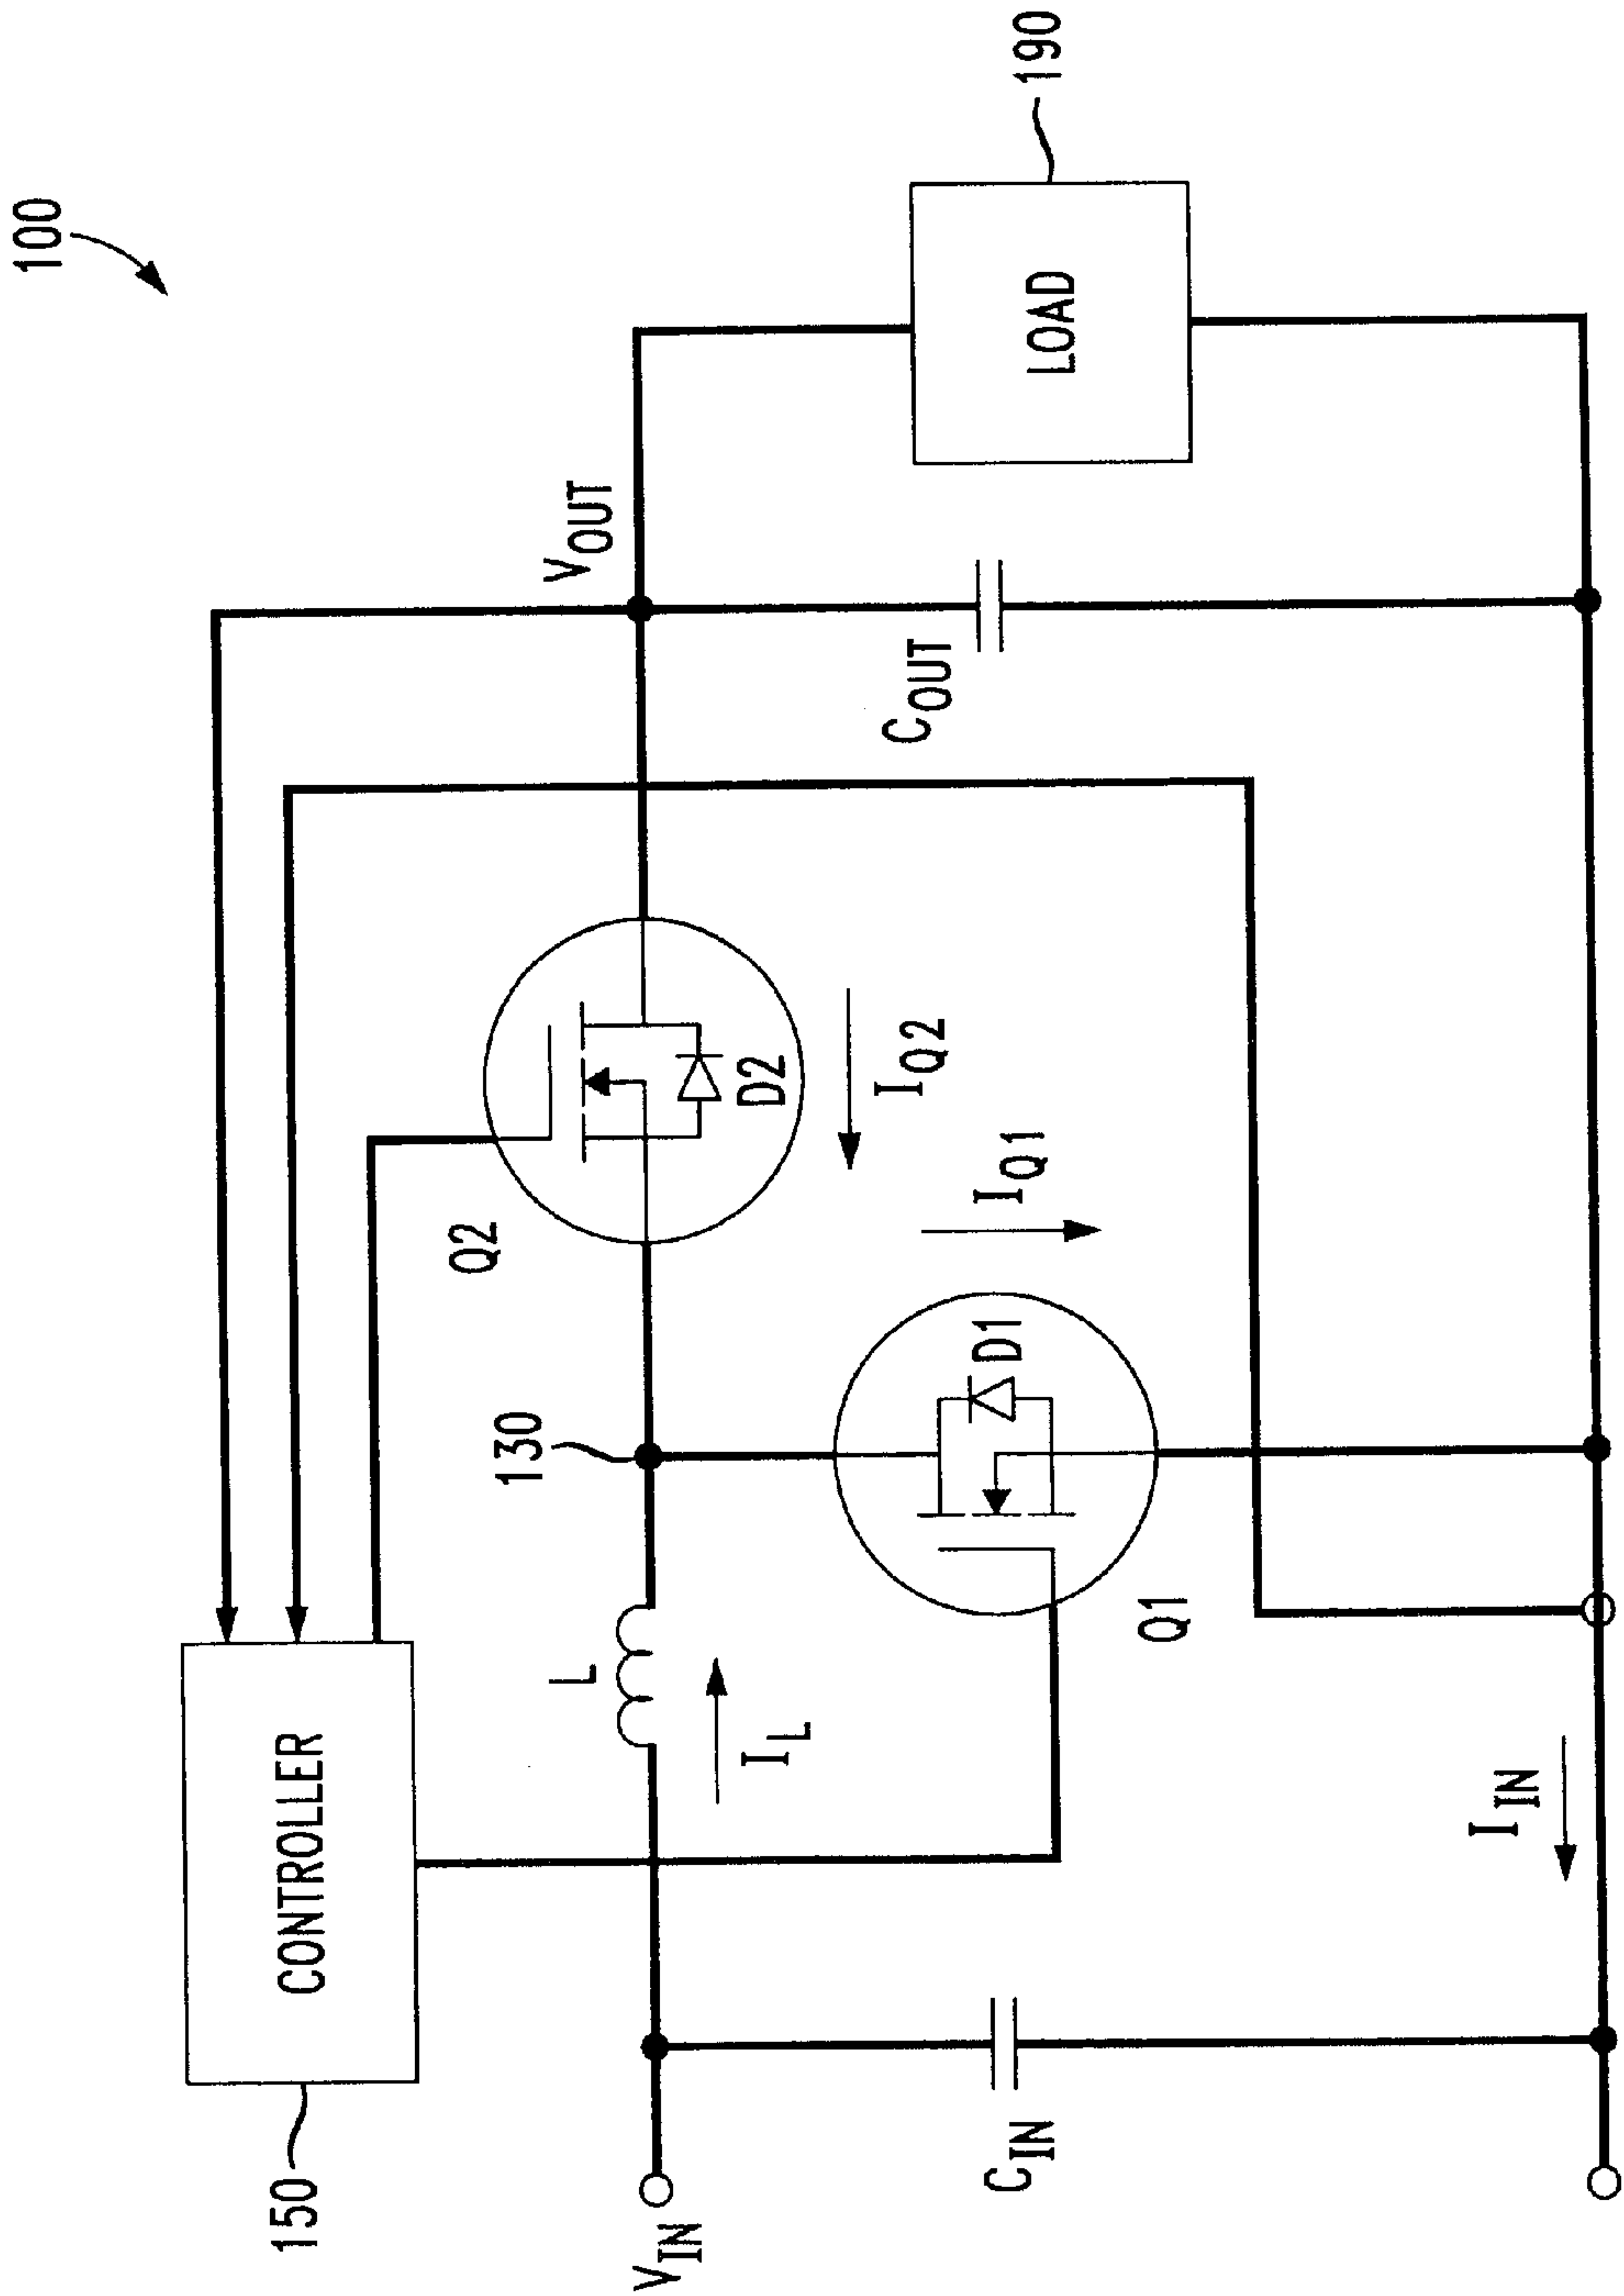 100
150
CONTROLLER
V_OUT
Q2
D2
I_Q2
130
L
I_L
V_IN
C_IN
I_Q1
D1
Q1
C_OUT
LOAD
190
I_IN